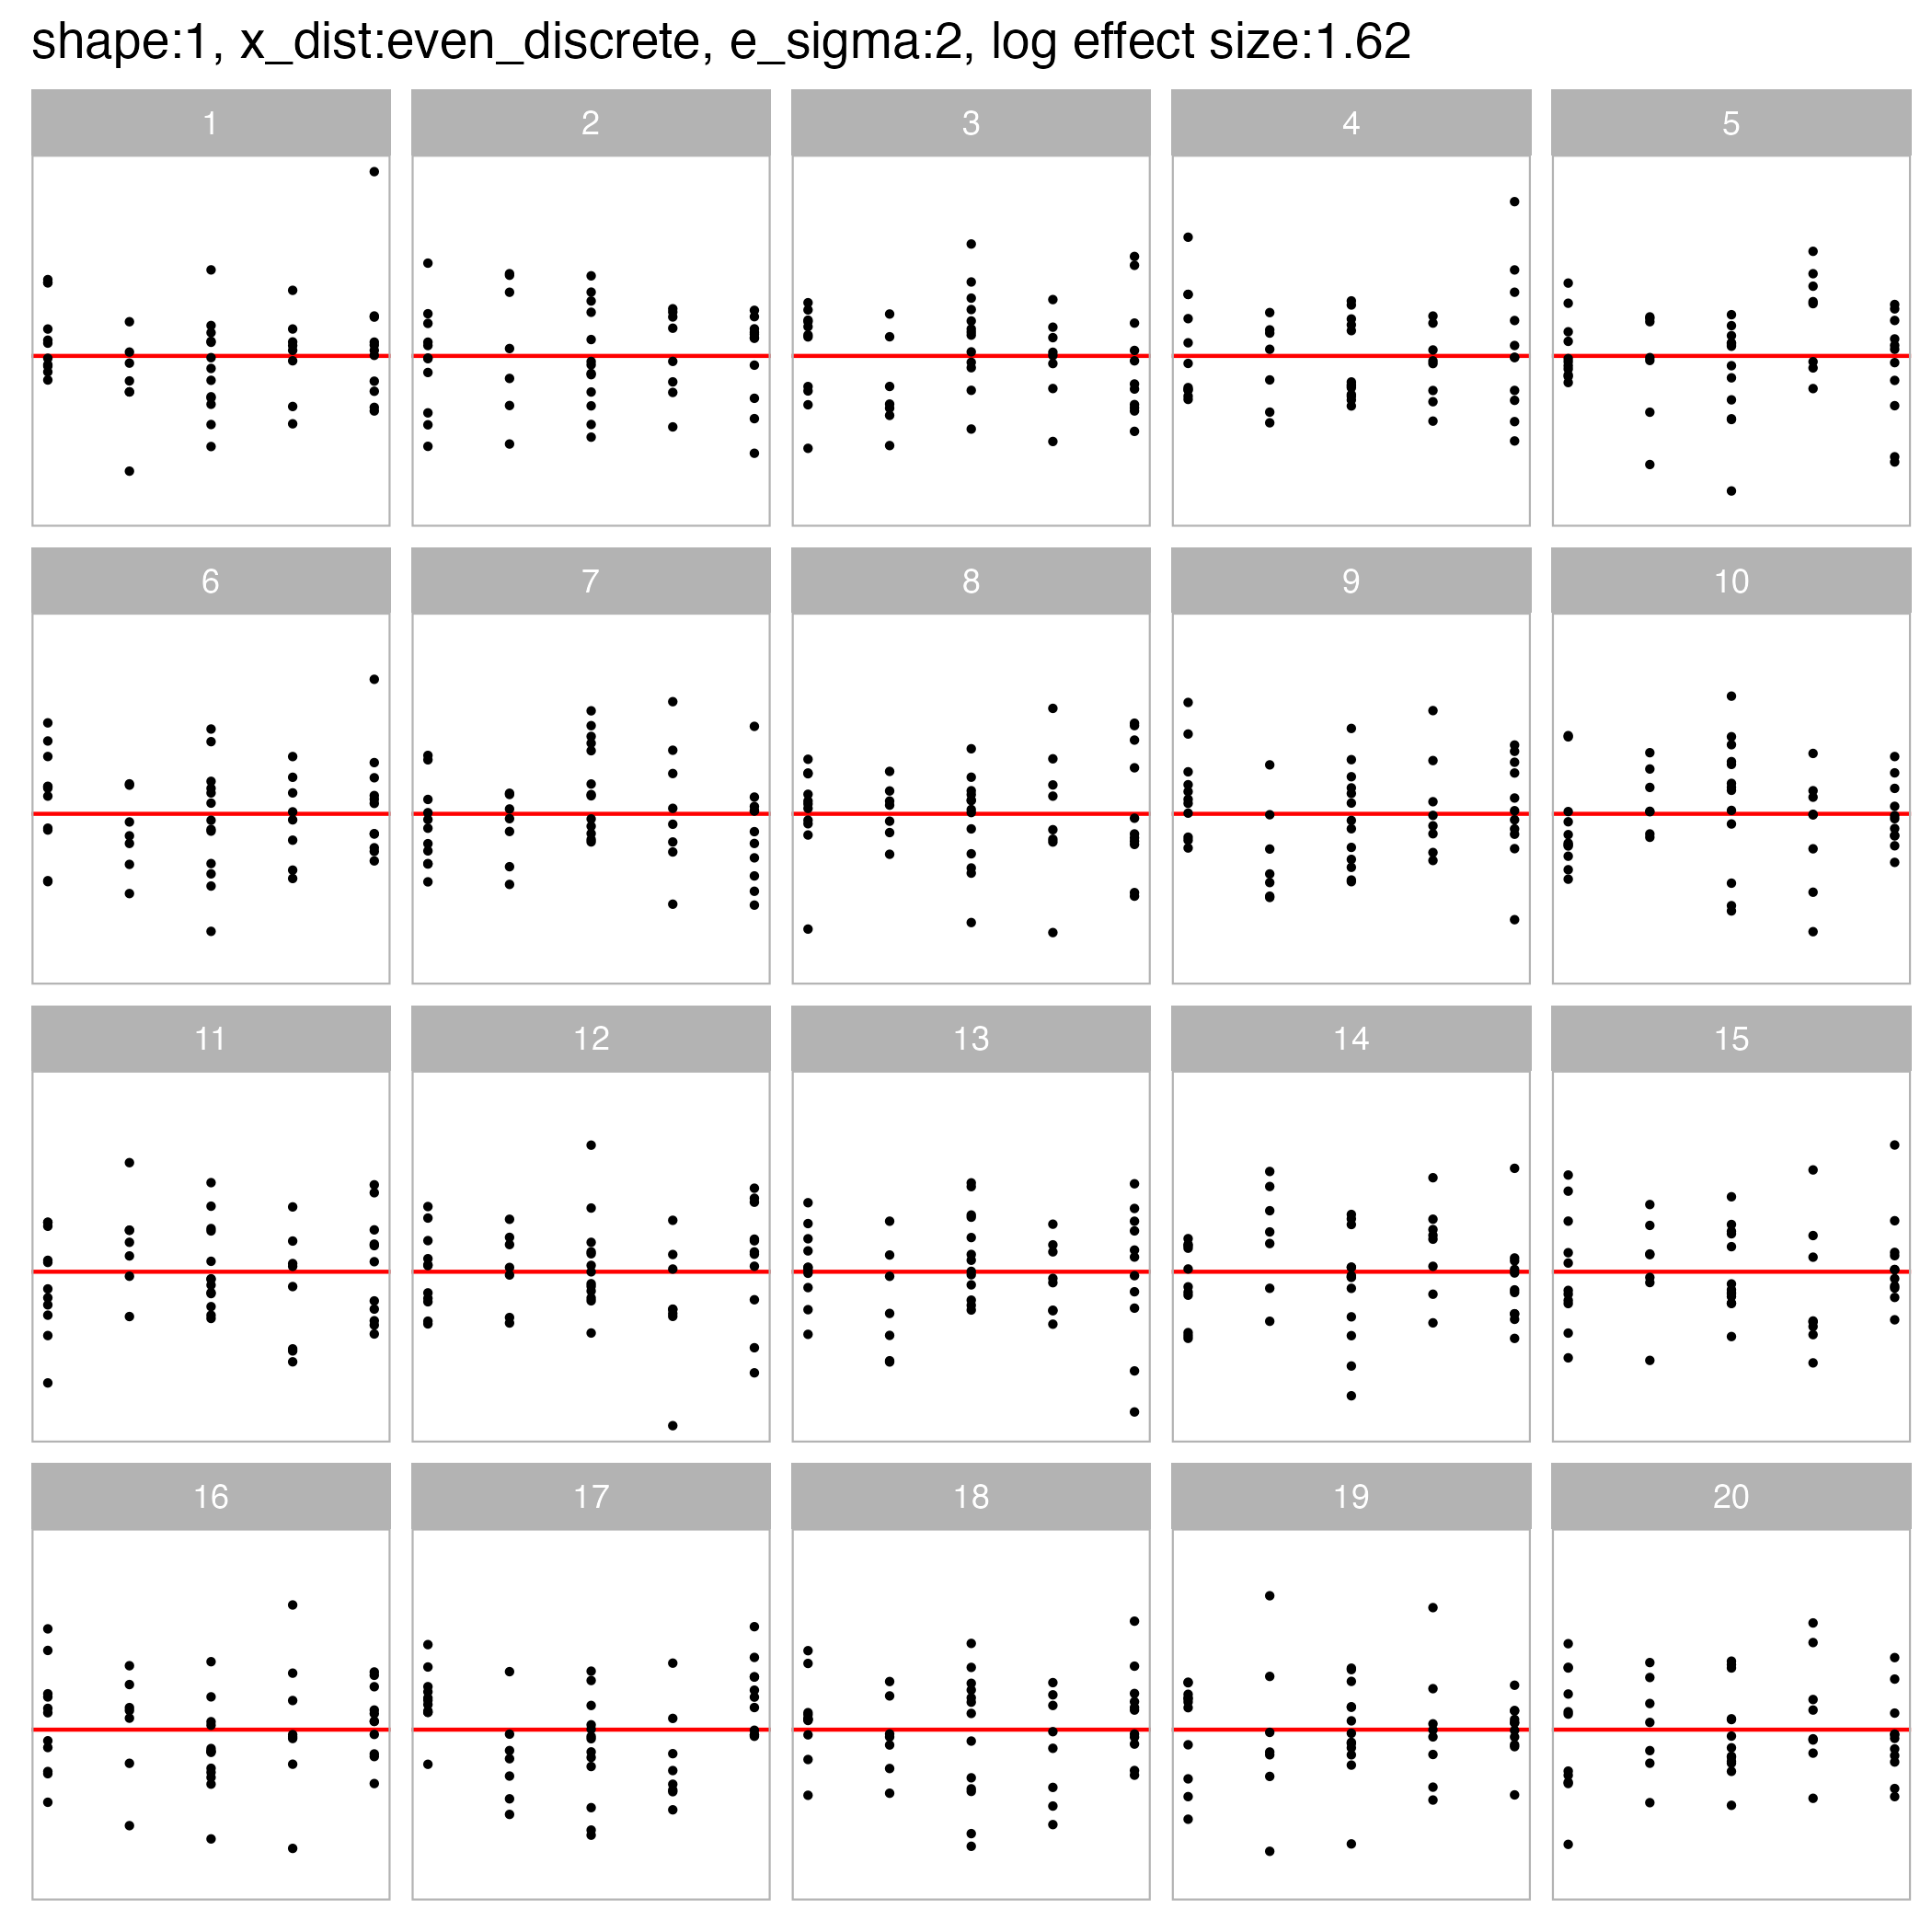 shape:1, x_dist:even_discrete, e_sigma:2, log effect size:1.62
1 2 3 4 5
6 7 8 9 10
11 12 13 14 15
16 17 18 19 20